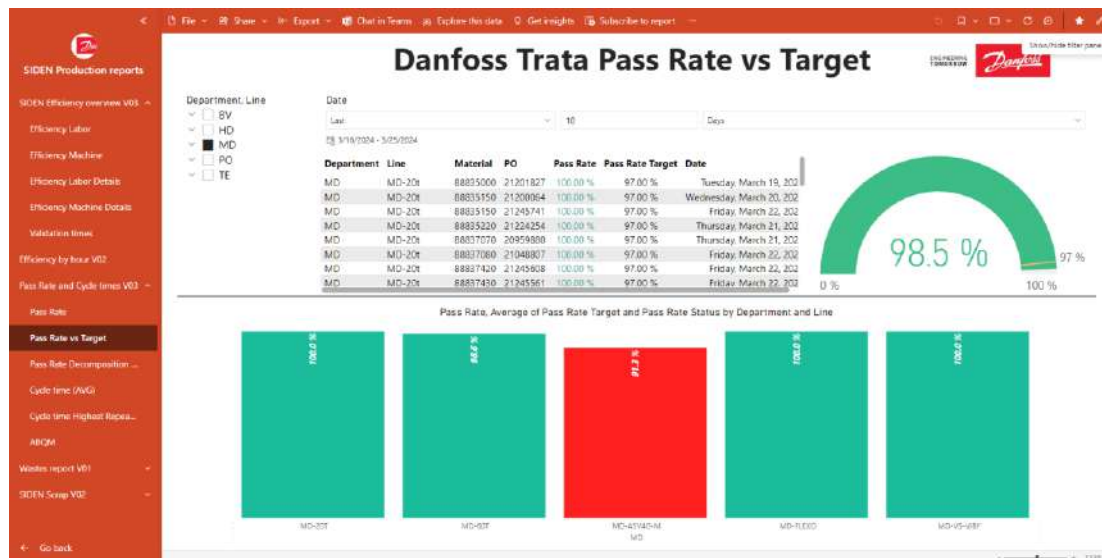 File Share Export Chat in Teams Explore this data Get insights Subscribe to report
SIDEN Production reports
SIDEN Efficiency overview V03
Efficiency Labor
Efficiency Machine
Efficiency Labor Details
Efficiency Machine Details
Validation times
Efficiency by hour V02
Pass Rate and Cycle times V03
Pass Rate
Pass Rate vs Target
Pass Rate Decomposition ...
Cycle time (AVG)
Cycle time Highest Repea...
ABQM
Wastes report V01
SIDEN Scrap V02
Go back
Danfoss Trata Pass Rate vs Target
ENGINEERING
TOMORROW
Danfoss
Show/hide filter pane
Department, Line
BV
HD
MD
PO
TE
Date
Last 10 Days
3/16/2024 - 3/25/2024
Department Line Material PO Pass Rate Pass Rate Target Date
MD MD-20t 88835000 21201827 100.00 % 97.00 % Tuesday, March 19, 202
MD MD-20t 88835150 21200064 100.00 % 97.00 % Wednesday, March 20, 202
MD MD-20t 88835150 21245741 100.00 % 97.00 % Friday, March 22, 202
MD MD-20t 88835220 21224254 100.00 % 97.00 % Thursday, March 21, 202
MD MD-20t 88837070 20959880 100.00 % 97.00 % Thursday, March 21, 202
MD MD-20t 88837080 21048807 100.00 % 97.00 % Friday, March 22, 202
MD MD-20t 88837420 21245608 100.00 % 97.00 % Friday, March 22, 202
MD MD-20t 88837430 21245561 100.00 % 97.00 % Friday, March 22, 202
98.5 %
97 %
0 %
100 %
Pass Rate, Average of Pass Rate Target and Pass Rate Status by Department and Line
100.0 %
98.6 %
91.3 %
100.0 %
100.0 %
MD-20T MD-60T MD-ASV40-M MD-FLEXO
MD